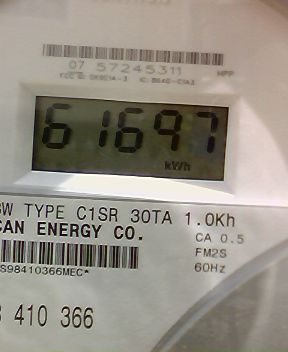 07 57245311
61697
kWh
TYPE C1SR 30TA 1.0Kh
CAN ENERGY CO.
CA 0.5
FM2S
60Hz
S98410366MEC*
410 366